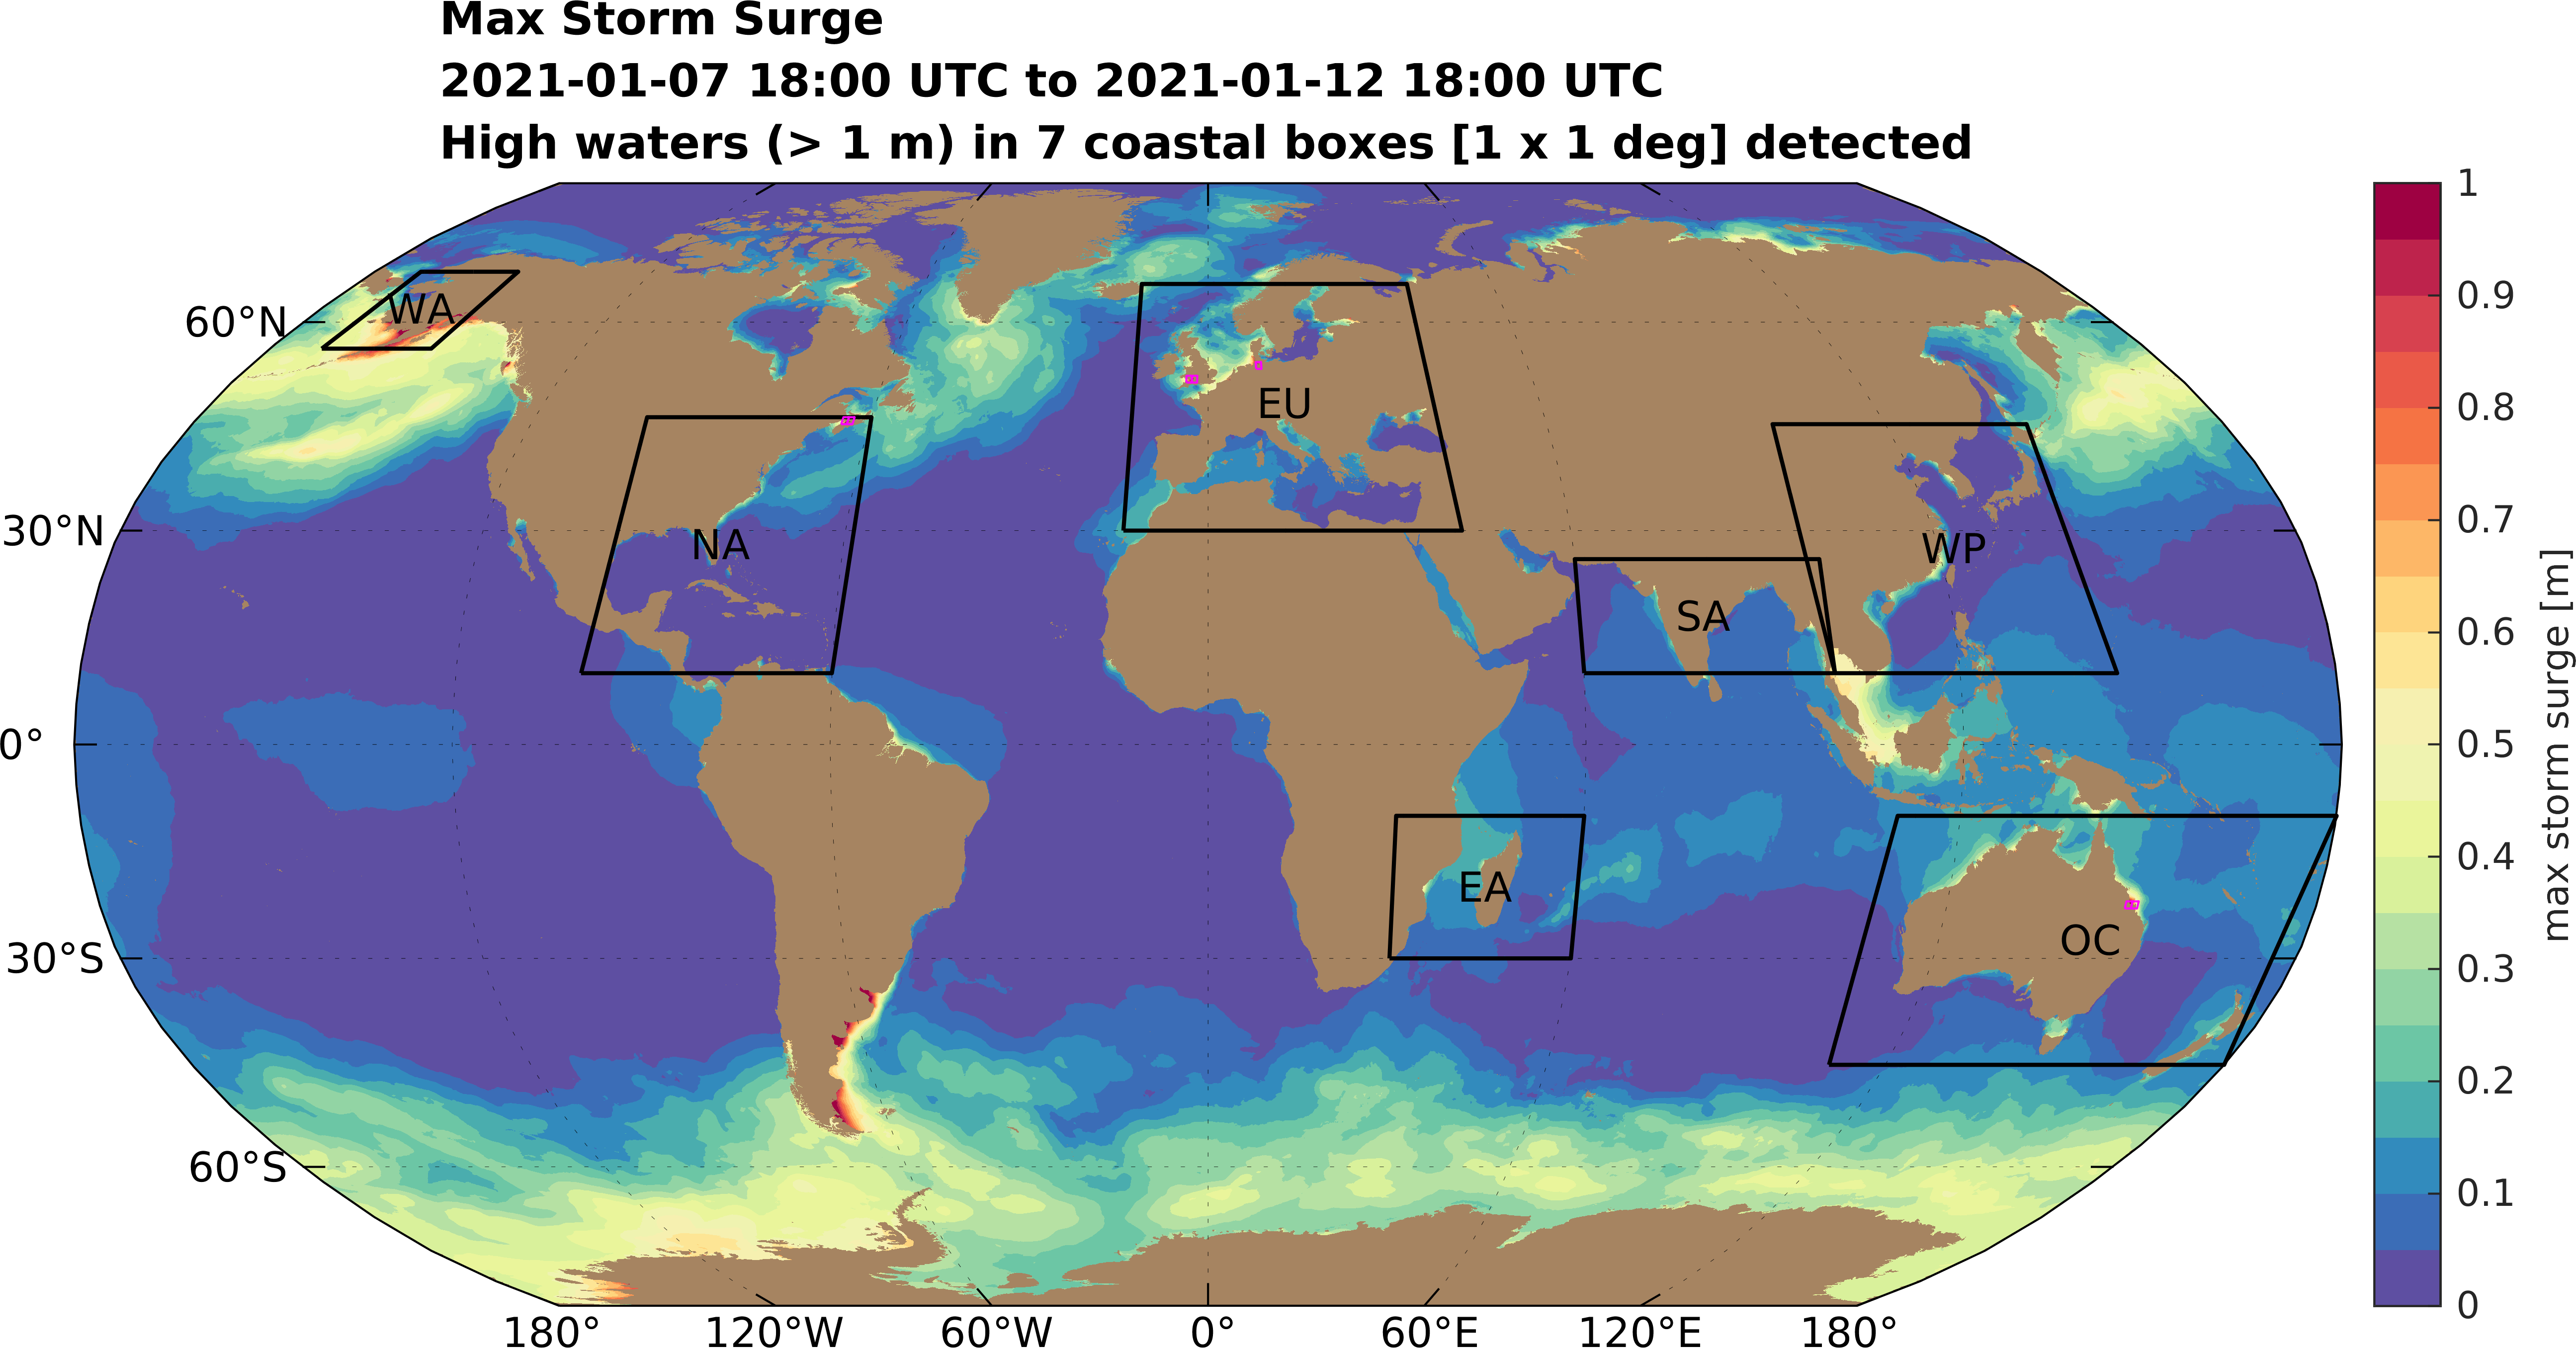 Max Storm Surge
2021-01-07 18:00 UTC to 2021-01-12 18:00 UTC
High waters (> 1 m) in 7 coastal boxes [1 x 1 deg] detected
60°N
30°N
0°
30°S
60°S
WA
NA
EU
SA
WP
EA
OC
180°
120°W
60°W
0°
60°E
120°E
180°
1
0.9
0.8
0.7
0.6
0.5
0.4
0.3
0.2
0.1
0
max storm surge [m]